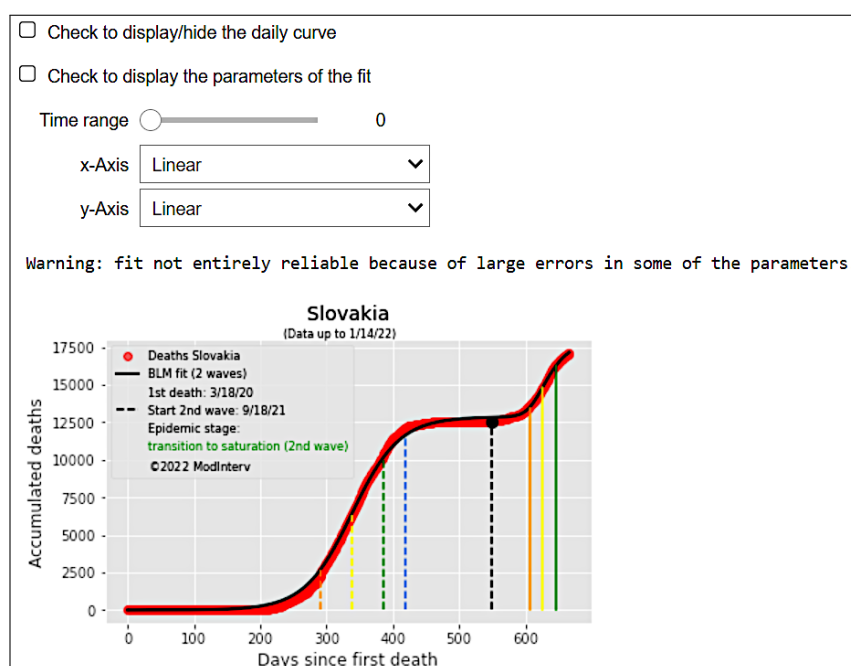 Check to display/hide the daily curve
Check to display the parameters of the fit
Time range 0
x-Axis Linear
y-Axis Linear
Warning: fit not entirely reliable because of large errors in some of the parameters
Slovakia
(Data up to 1/14/22)
Deaths Slovakia
BLM fit (2 waves)
1st death: 3/18/20
Start 2nd wave: 9/18/21
Epidemic stage:
transition to saturation (2nd wave)
©2022 ModInterv
Accumulated deaths
17500
15000
12500
10000
7500
5000
2500
0
0 100 200 300 400 500 600
Days since first death